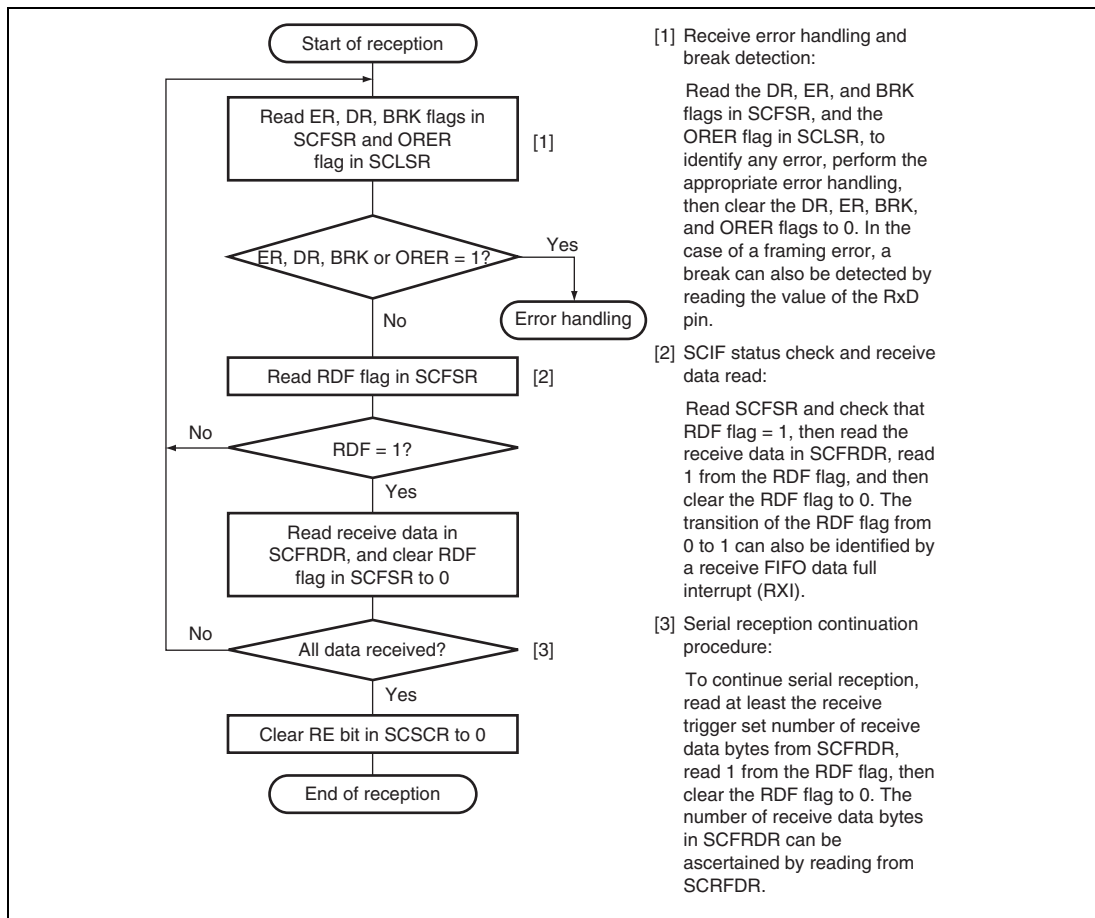 Start of reception
Read ER, DR, BRK flags in
SCFSR and ORER
flag in SCLSR
[1]
ER, DR, BRK or ORER = 1?
Yes
Error handling
No
Read RDF flag in SCFSR
[2]
No
RDF = 1?
Yes
Read receive data in
SCFRDR, and clear RDF
flag in SCFSR to 0
No
All data received?
[3]
Yes
Clear RE bit in SCSCR to 0
End of reception
[1] Receive error handling and
break detection:
Read the DR, ER, and BRK
flags in SCFSR, and the
ORER flag in SCLSR, to
identify any error, perform the
appropriate error handling,
then clear the DR, ER, BRK,
and ORER flags to 0. In the
case of a framing error, a
break can also be detected by
reading the value of the RxD
pin.
[2] SCIF status check and receive
data read:
Read SCFSR and check that
RDF flag = 1, then read the
receive data in SCFRDR, read
1 from the RDF flag, and then
clear the RDF flag to 0. The
transition of the RDF flag from
0 to 1 can also be identified by
a receive FIFO data full
interrupt (RXI).
[3] Serial reception continuation
procedure:
To continue serial reception,
read at least the receive
trigger set number of receive
data bytes from SCFRDR,
read 1 from the RDF flag, then
clear the RDF flag to 0. The
number of receive data bytes
in SCFRDR can be
ascertained by reading from
SCRFDR.